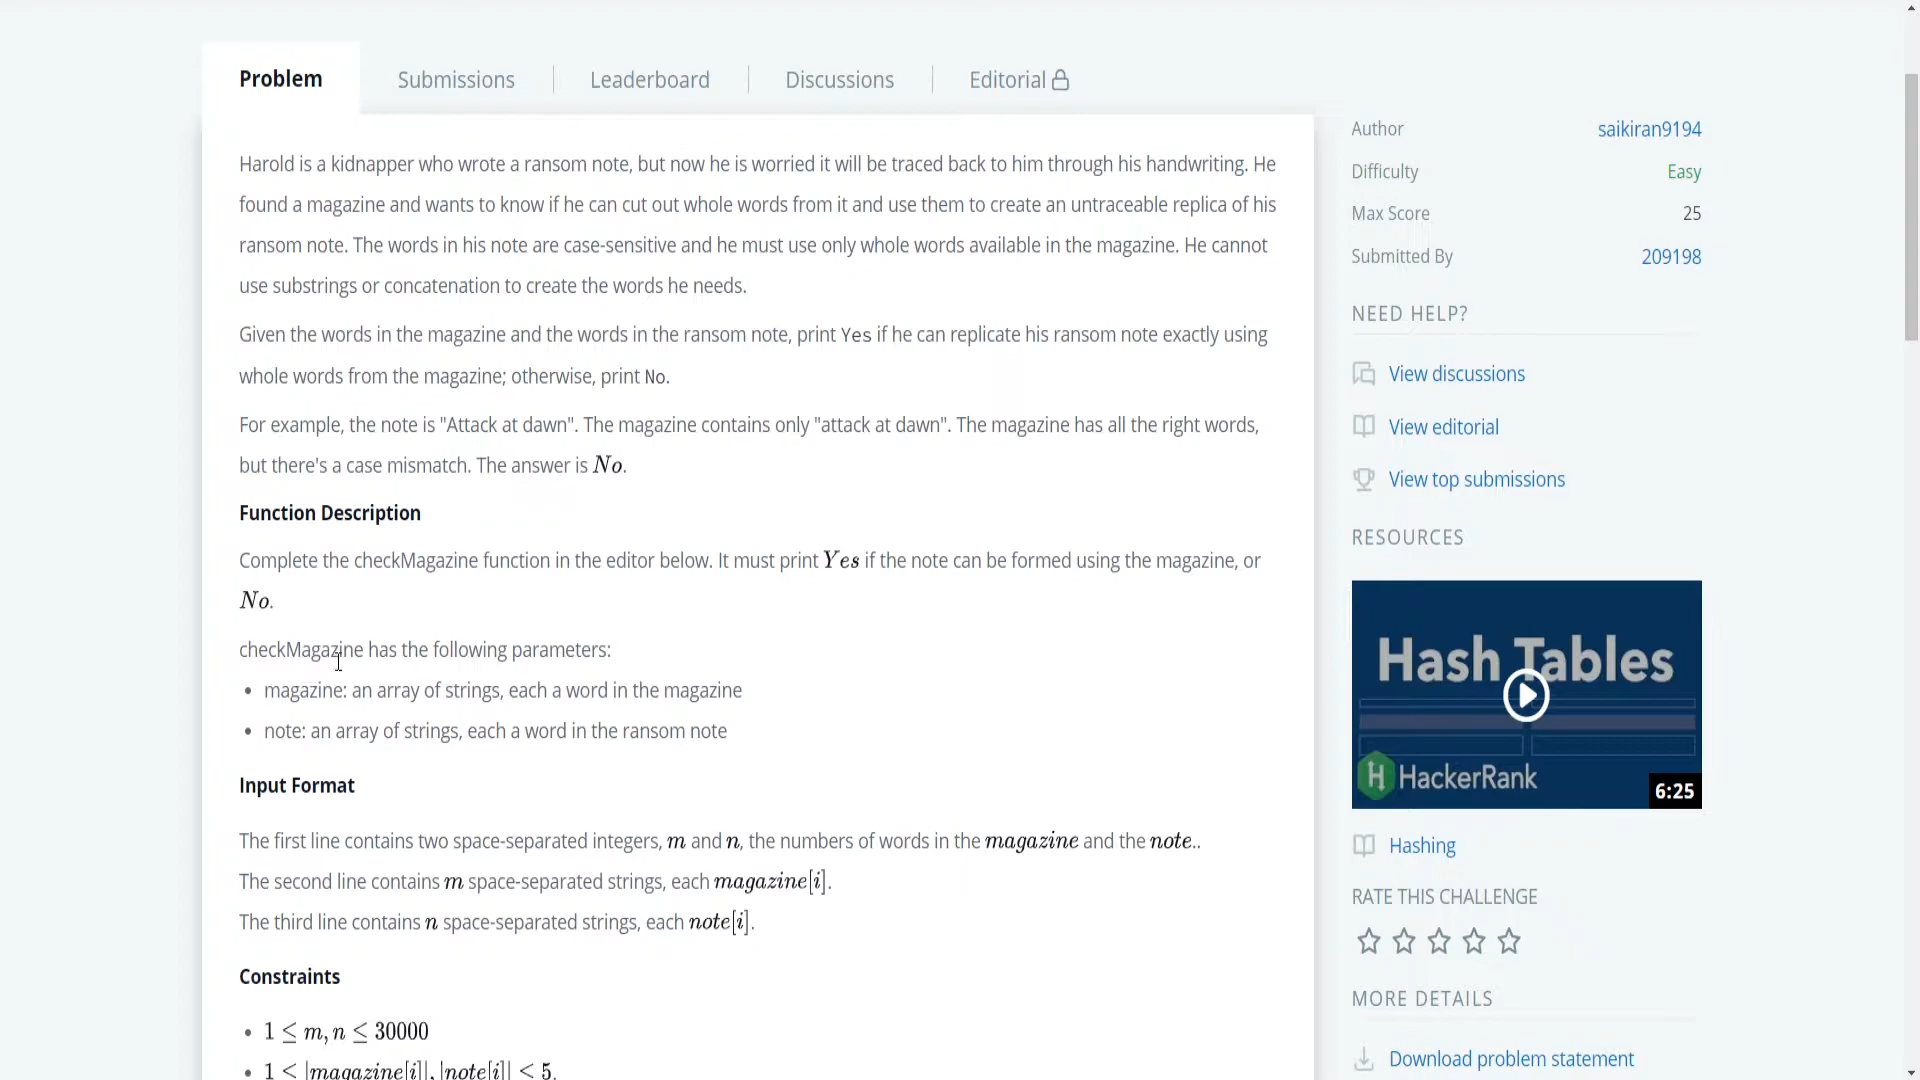 Problem
Submissions
Leaderboard
Discussions
Editorial
Harold is a kidnapper who wrote a ransom note, but now he is worried it will be traced back to him through his handwriting. He
found a magazine and wants to know if he can cut out whole words from it and use them to create an untraceable replica of his
ransom note. The words in his note are case-sensitive and he must use only whole words available in the magazine. He cannot
use substrings or concatenation to create the words he needs.
Given the words in the magazine and the words in the ransom note, print Yes if he can replicate his ransom note exactly using
whole words from the magazine; otherwise, print No.
For example, the note is "Attack at dawn". The magazine contains only "attack at dawn". The magazine has all the right words,
but there's a case mismatch. The answer is No.
Function Description
Complete the checkMagazine function in the editor below. It must print Yes if the note can be formed using the magazine, or
No.
checkMagazine has the following parameters:
• magazine: an array of strings, each a word in the magazine
• note: an array of strings, each a word in the ransom note
Input Format
The first line contains two space-separated integers, m and n, the numbers of words in the magazine and the note..
The second line contains m space-separated strings, each magazine[i].
The third line contains n space-separated strings, each note[i].
Constraints
• 1 ≤ m, n ≤ 30000
• 1 ≤ |magazine[i]|, |note[i]| ≤ 5.
Author saikiran9194
Difficulty Easy
Max Score 25
Submitted By 209198
NEED HELP?
View discussions
View editorial
View top submissions
RESOURCES
Hash Tables
H HackerRank
6:25
Hashing
RATE THIS CHALLENGE
MORE DETAILS
Download problem statement